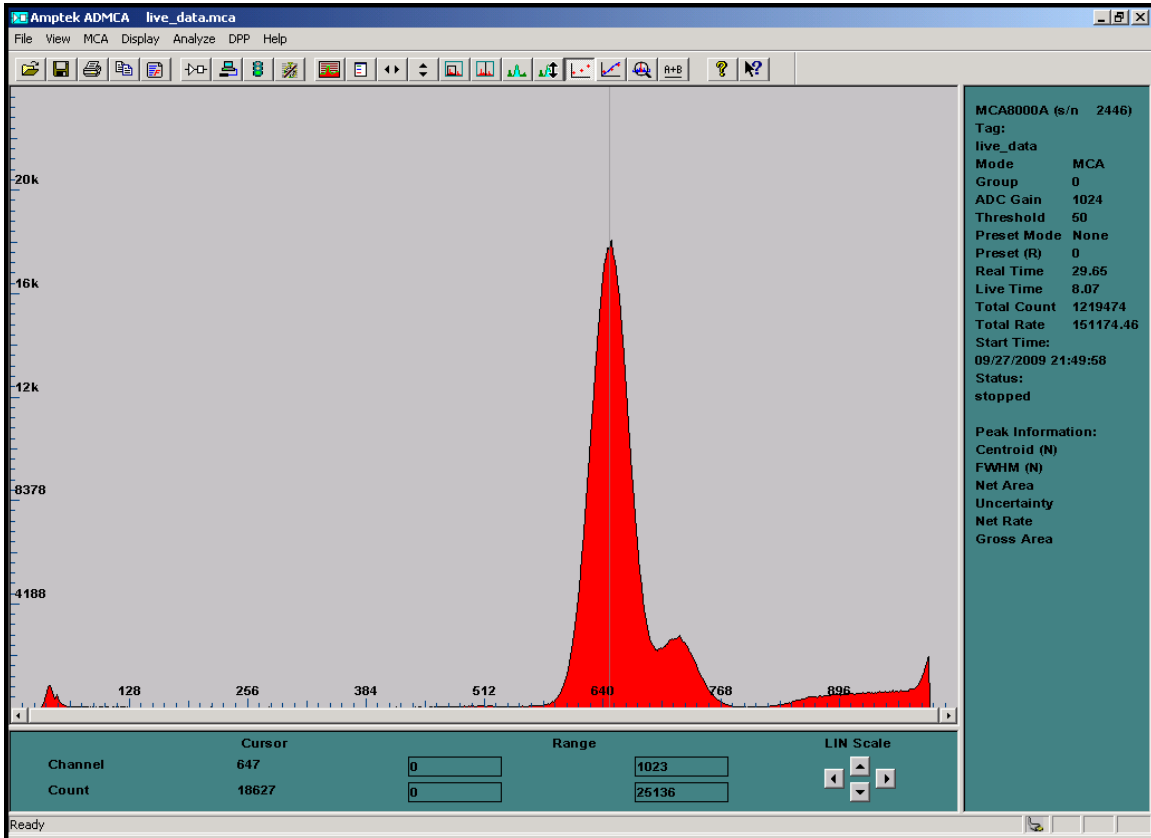 Amptek ADMCA live_data.mca
File View MCA Display Analyze DPP Help
A+B
20k
16k
12k
8378
4188
128 256 384 512 640 768 896
MCA8000A (s/n 2446)
Tag:
live_data
Mode MCA
Group 0
ADC Gain 1024
Threshold 50
Preset Mode None
Preset (R) 0
Real Time 29.65
Live Time 8.07
Total Count 1219474
Total Rate 151174.46
Start Time:
09/27/2009 21:49:58
Status:
stopped
Peak Information:
Centroid (N)
FWHM (N)
Net Area
Uncertainty
Net Rate
Gross Area
Cursor Range LIN Scale
Channel 647 0 1023
Count 18627 0 25136
Ready